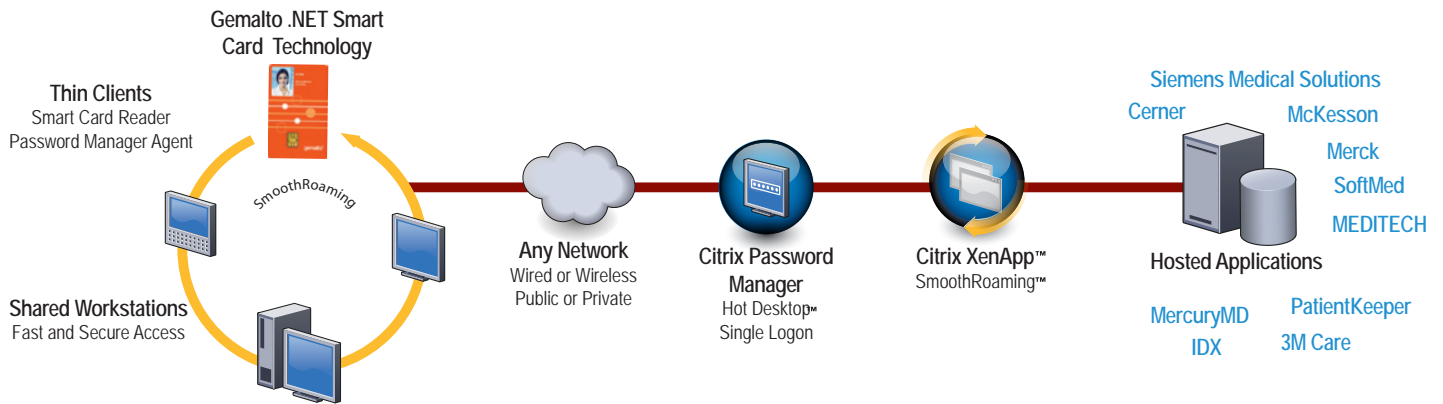 Gemalto .NET Smart
Card Technology
Thin Clients
Smart Card Reader
Password Manager Agent
gemalto
SmoothRoaming
Shared Workstations
Fast and Secure Access
Any Network
Wired or Wireless
Public or Private
Citrix Password
Manager
Hot Desktop™
Single Logon
Citrix XenApp™
SmoothRoaming™
Siemens Medical Solutions
Cerner
McKesson
Merck
SoftMed
MEDITECH
Hosted Applications
MercuryMD
PatientKeeper
IDX
3M Care